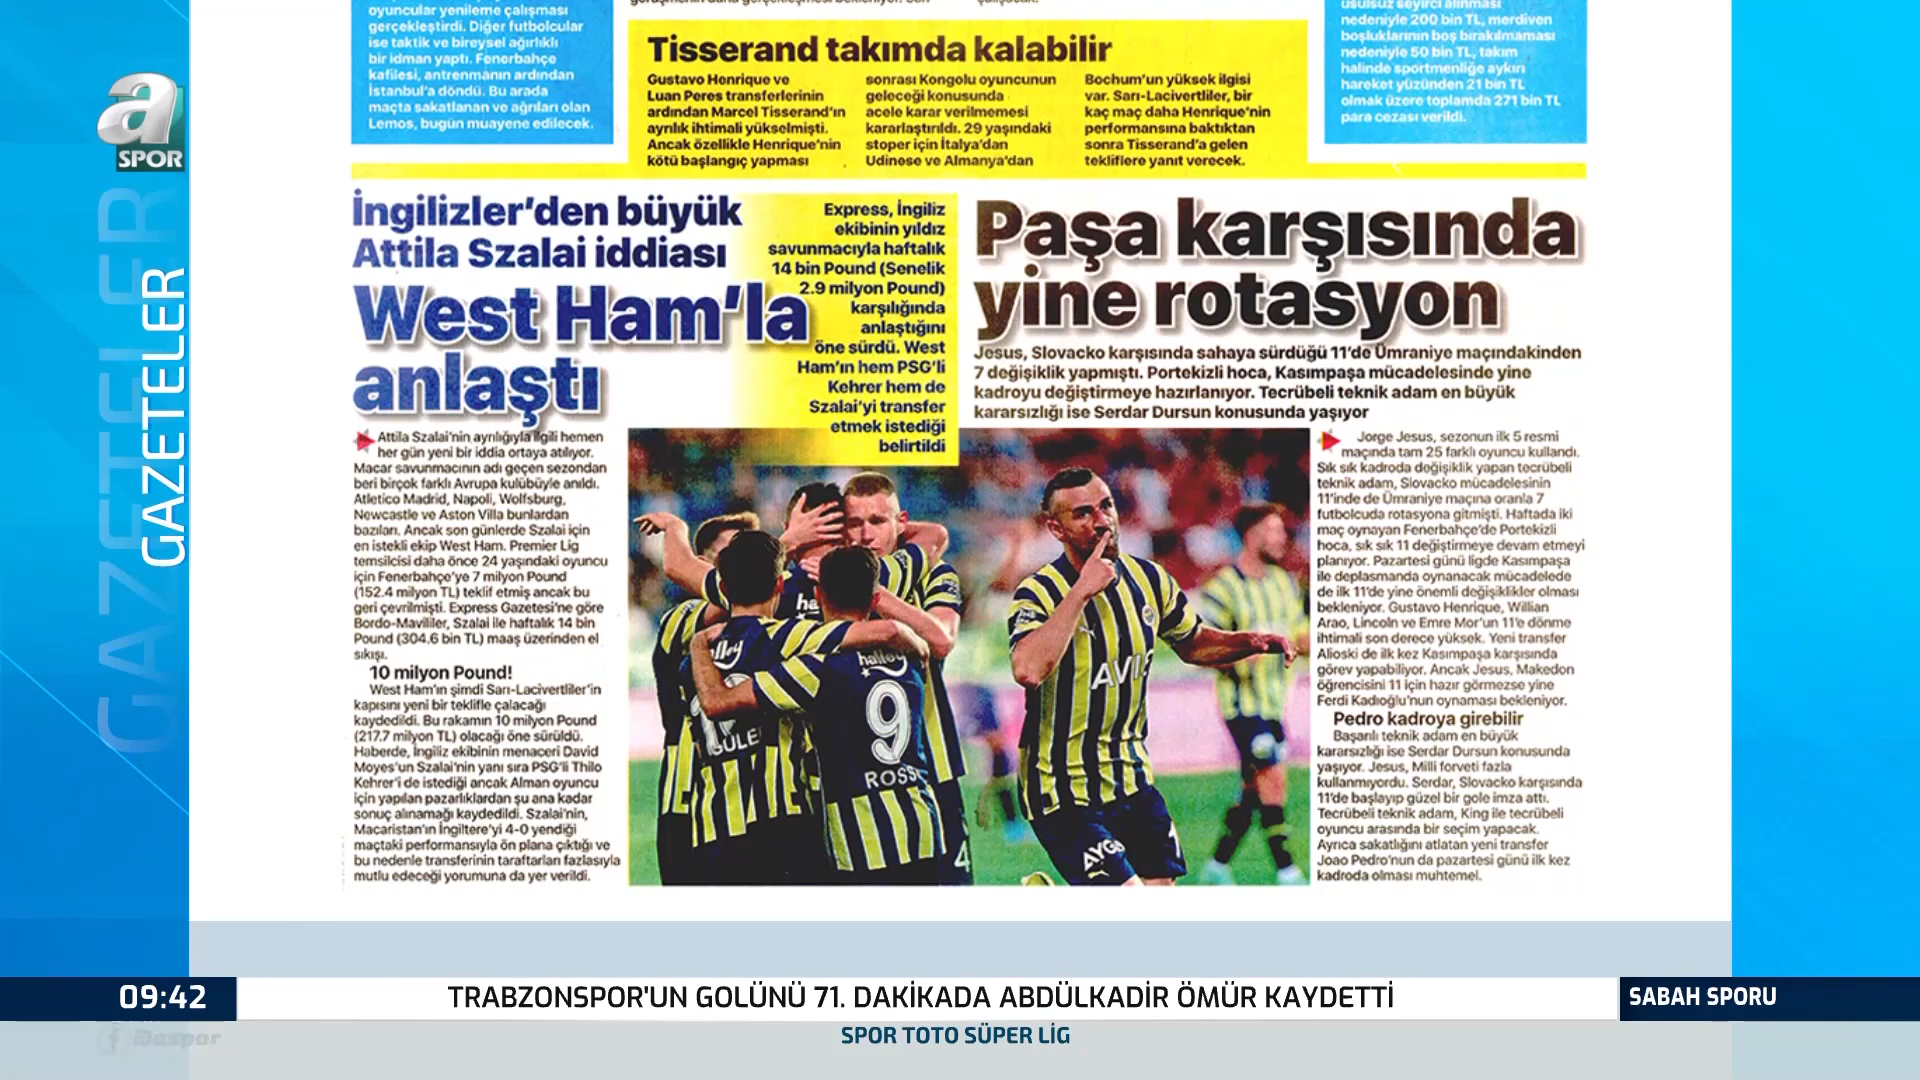 a
SPOR
GAZETELER
GAZETELER
oyuncular yenileme çalışması
gerçekleştirdi. Diğer futbolcular
ise taktik ve bireysel ağırlıklı
bir idman yaptı. Fenerbahçe
kafilesi, antrenmanın ardından
İstanbul'a döndü. Bu arada
maçta sakatlanan ve ağrıları olan
Lemos, bugün muayene edilecek.
Tisserand takımda kalabilir
Gustavo Henrique ve
Luan Peres transferlerinin
ardından Marcel Tisserand'ın
ayrılık ihtimali yükselmişti.
Ancak özellikle Henrique'nin
kötü başlangıç yapması
sonrası Kongolu oyuncunun
geleceği konusunda
acele karar verilmemesi
kararlaştırıldı. 29 yaşındaki
stoper için İtalya'dan
Udinese ve Almanya'dan
Bochum'un yüksek ilgisi
var. Sarı-Lacivertliler, bir
kaç maç daha Henrique'nin
performansına baktıktan
sonra Tisserand'a gelen
tekliflere yanıt verecek.
usulsüz seyirci alınması
nedeniyle 200 bin TL, merdiven
boşluklarının boş bırakılmaması
nedeniyle 50 bin TL, takım
halinde sportmenliğe aykırı
hareket yüzünden 21 bin TL
olmak üzere toplamda 271 bin TL
para cezası verildi.
İngilizler'den büyük
Attila Szalai iddiası
West Ham'la
anlaştı
Express, İngiliz
ekibinin yıldız
savunmacıyla haftalık
14 bin Pound (Senelik
2.9 milyon Pound)
karşılığında
anlaştığını
öne sürdü. West
Ham'ın hem PSG'li
Kehrer hem de
Szalai'yi transfer
etmek istediği
belirtildi
Attila Szalai'nin ayrılığıyla ilgili hemen
her gün yeni bir iddia ortaya atılıyor.
Macar savunmacının adı geçen sezondan
beri birçok farklı Avrupa kulübüyle anıldı.
Atletico Madrid, Napoli, Wolfsburg,
Newcastle ve Aston Villa bunlardan
bazıları. Ancak son günlerde Szalai için
en istekli ekip West Ham. Premier Lig
temsilcisi daha önce 24 yaşındaki oyuncu
için Fenerbahçe'ye 7 milyon Pound
(152.4 milyon TL) teklif etmiş ancak bu
geri çevrilmişti. Express Gazetesi'ne göre
Bordo-Mavililer, Szalai ile haftalık 14 bin
Pound (304.6 bin TL) maaş üzerinden el
sıkıştı.
10 milyon Pound!
West Ham'ın şimdi Sarı-Lacivertliler'in
kapısını yeni bir teklifle çalacağı
kaydedildi. Bu rakamın 10 milyon Pound
(217.7 milyon TL) olacağı öne sürüldü.
Haberde, İngiliz ekibinin menaceri David
Moyes'un Szalai'nin yanı sıra PSG'li Thilo
Kehrer'i de istediği ancak Alman oyuncu
için yapılan pazarlıklardan şu ana kadar
sonuç alınamağı kaydedildi. Szalai'nin,
Macaristan'ın İngiltere'yi 4-0 yendiği
maçtaki performansıyla ön plana çıktığı ve
bu nedenle transferinin taraftarları fazlasıyla
mutlu edeceği yorumuna da yer verildi.
Paşa karşısında
yine rotasyon
Jesus, Slovacko karşısında sahaya sürdüğü 11'de Ümraniye maçındakinden
7 değişiklik yapmıştı. Portekizli hoca, Kasımpaşa mücadelesinde yine
kadroyu değiştirmeye hazırlanıyor. Tecrübeli teknik adam en büyük
kararsızlığı ise Serdar Dursun konusunda yaşıyor
halley
9
ROSSI
AVIS
4
Jorge Jesus, sezonun ilk 5 resmi
maçında tam 25 farklı oyuncu kullandı.
Sık sık kadroda değişiklik yapan tecrübeli
teknik adam, Slovacko mücadelesinin
11'inde de Ümraniye maçına oranla 7
futbolcuda rotasyona gitmişti. Haftada iki
maç oynayan Fenerbahçe'de Portekizli
hoca, sık sık 11 değiştirmeye devam etmeyi
planıyor. Pazartesi günü ligde Kasımpaşa
ile deplasmanda oynanacak mücadelede
de ilk 11'de yine önemli değişiklikler olması
bekleniyor. Gustavo Henrique, Willian
Arao, Lincoln ve Emre Mor'un 11'e dönme
ihtimali son derece yüksek. Yeni transfer
Alioski de ilk kez Kasımpaşa karşısında
görev yapabiliyor. Ancak Jesus, Makedon
öğrencisini 11 için hazır görmezse yine
Ferdi Kadıoğlu'nun oynaması bekleniyor.
Pedro kadroya girebilir
Başarılı teknik adam en büyük
kararsızlığı ise Serdar Dursun konusunda
yaşıyor. Jesus, Milli forveti fazla
kullanmıyordu. Serdar, Slovacko karşısında
11'de başlayıp güzel bir gole imza attı.
Tecrübeli teknik adam, King ile tecrübeli
oyuncu arasında bir seçim yapacak.
Ayrıca sakatlığını atlatan yeni transfer
Joao Pedro'nun da pazartesi günü ilk kez
kadroda olması muhtemel.
09:42
TRABZONSPOR'UN GOLÜNÜ 71. DAKİKADA ABDÜLKADİR ÖMÜR KAYDETTİ
SABAH SPORU
SPOR TOTO SÜPER LİG